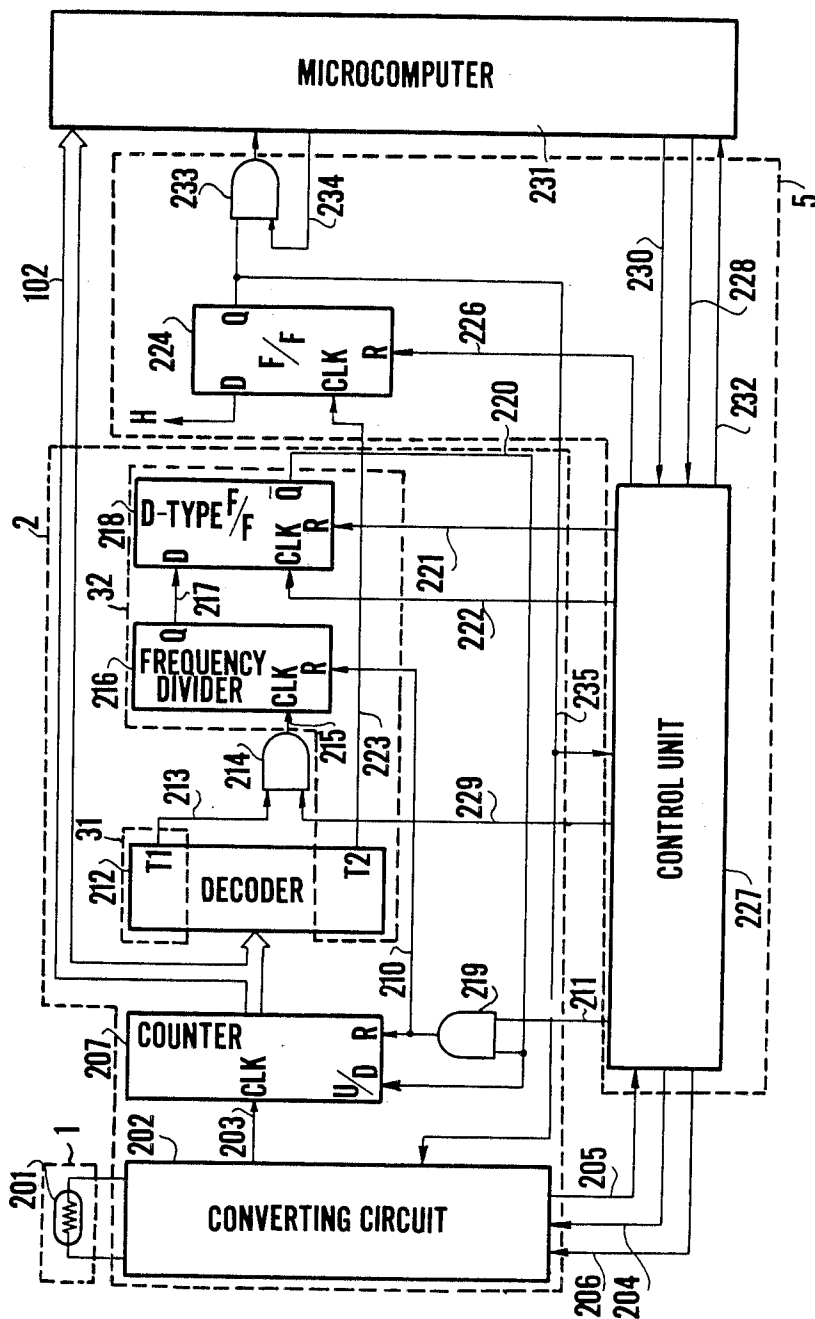 MICROCOMPUTER
102
233
234
231
5
230
228
232
224
D
Q
F/F
CLK
R
H
226
220
2
218
D-TYPE F/F
D
Q̅
CLK
R
32
217
221
222
216
Q
FREQUENCY
DIVIDER
CLK
R
214
215
223
235
213
229
31
212
T1
DECODER
T2
CONTROL UNIT
227
210
219
211
207
COUNTER
CLK
U/D
R
203
202
1
201
CONVERTING CIRCUIT
205
204
206